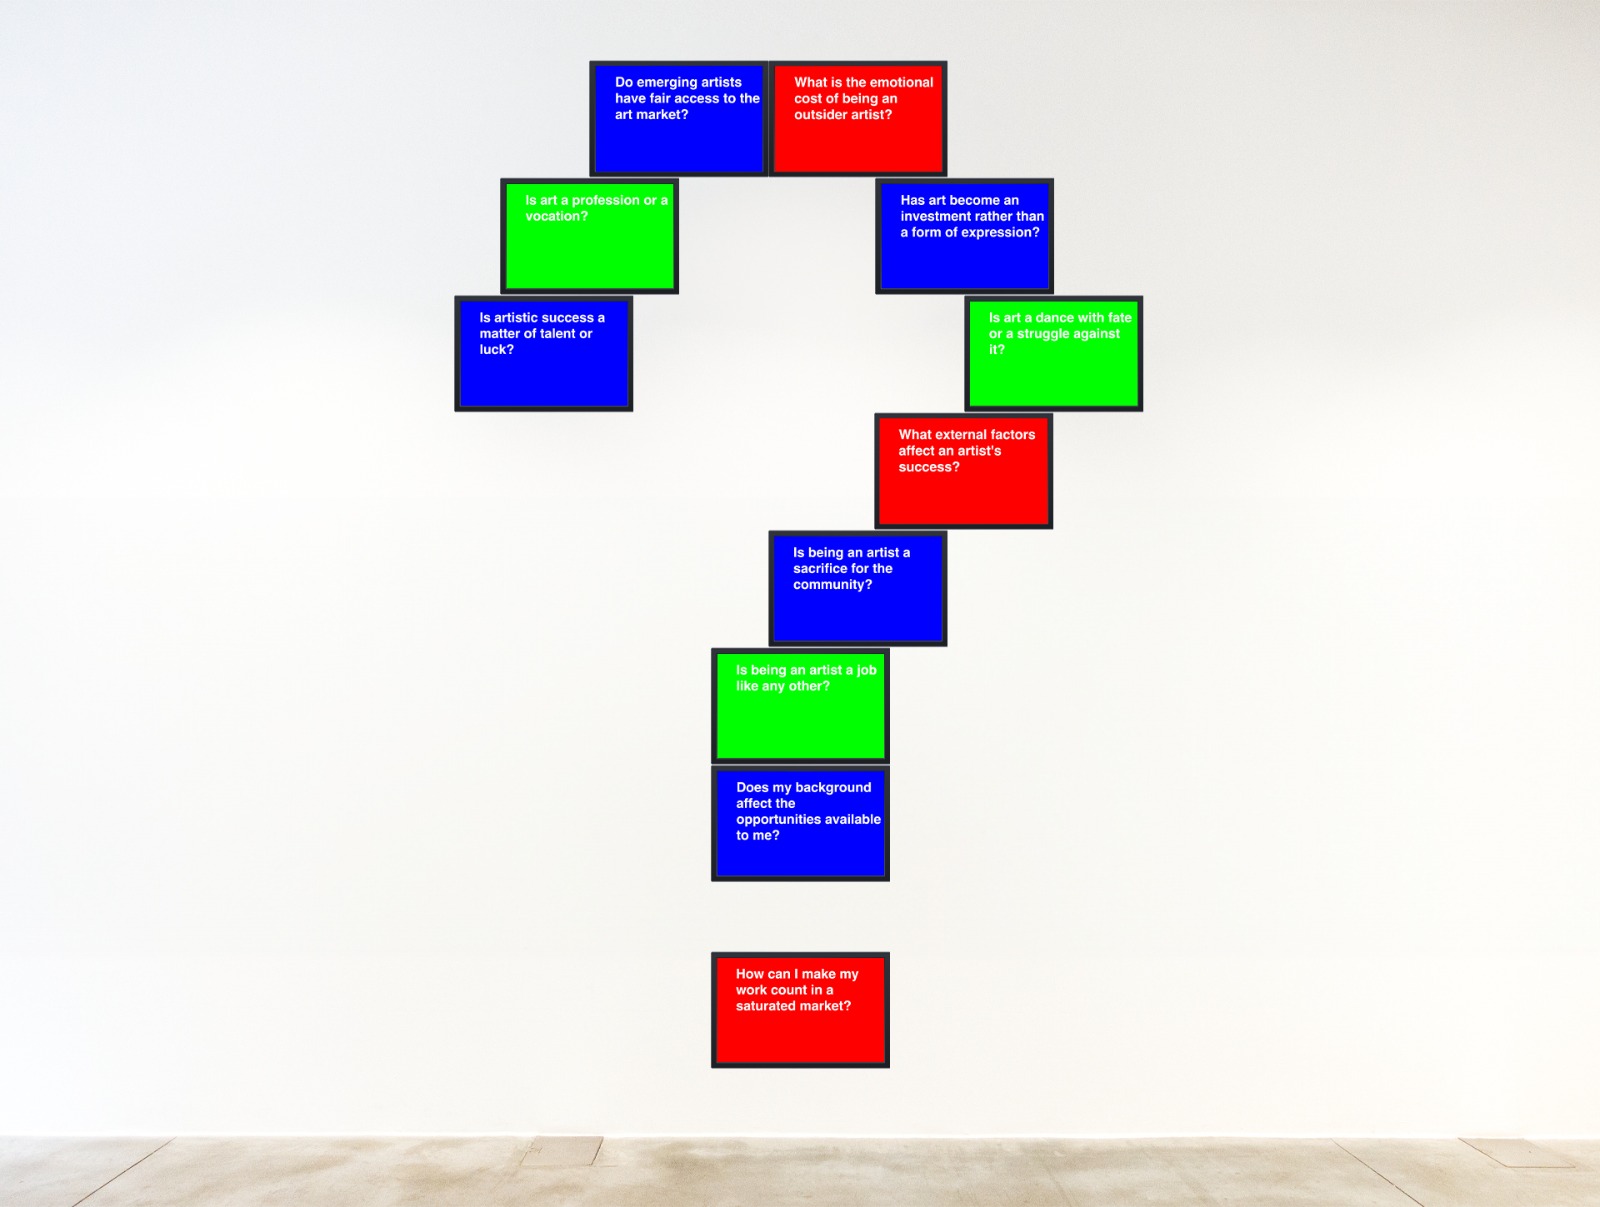 Do emerging artists
have fair access to the
art market?
What is the emotional
cost of being an
outsider artist?
Is art a profession or a
vocation?
Has art become an
investment rather than
a form of expression?
Is artistic success a
matter of talent or
luck?
Is art a dance with fate
or a struggle against
it?
What external factors
affect an artist's
success?
Is being an artist a
sacrifice for the
community?
Is being an artist a job
like any other?
Does my background
affect the
opportunities available
to me?
How can I make my
work count in a
saturated market?